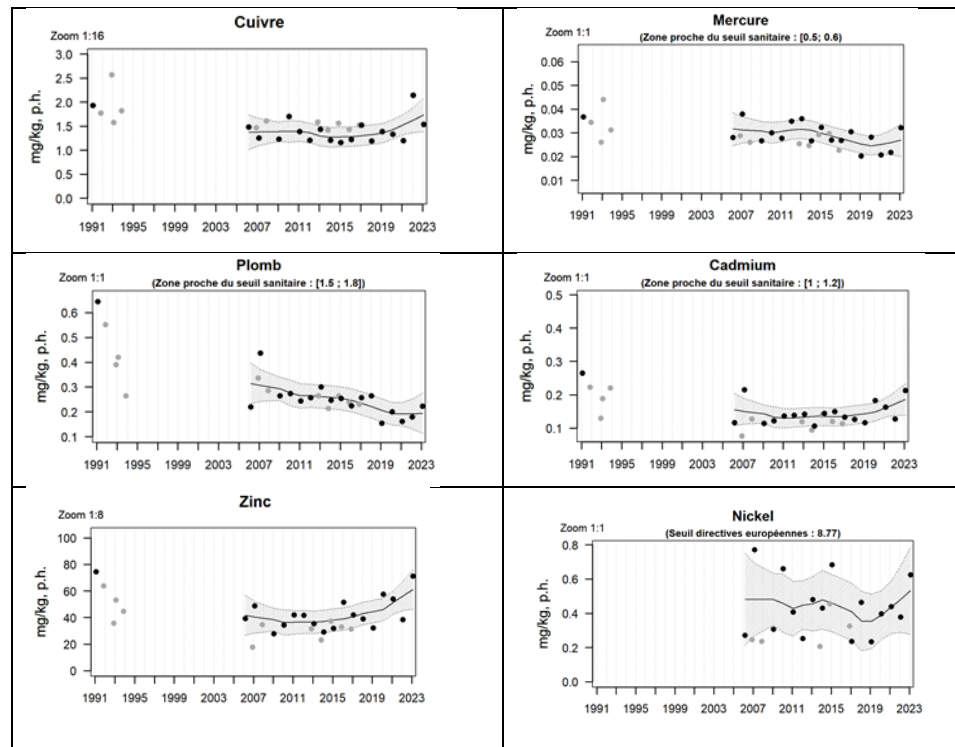 Cuivre
Zoom 1:16
mg/kg, p.h.
3.0
2.5
2.0
1.5
1.0
0.5
0.0
1991 1995 1999 2003 2007 2011 2015 2019 2023
Mercure
(Zone proche du seuil sanitaire : [0.5; 0.6)
Zoom 1:1
mg/kg, p.h.
0.06
0.05
0.04
0.03
0.02
0.01
1991 1995 1999 2003 2007 2011 2015 2019 2023
Plomb
(Zone proche du seuil sanitaire : [1.5 ; 1.8])
Zoom 1:1
mg/kg, p.h.
0.6
0.5
0.4
0.3
0.2
0.1
1991 1995 1999 2003 2007 2011 2015 2019 2023
Cadmium
(Zone proche du seuil sanitaire : [1 ; 1.2])
Zoom 1:1
mg/kg, p.h.
0.5
0.4
0.3
0.2
0.1
1991 1995 1999 2003 2007 2011 2015 2019 2023
Zinc
Zoom 1:8
mg/kg, p.h.
100
80
60
40
20
0
1991 1995 1999 2003 2007 2011 2015 2019 2023
Nickel
(Seuil directives européennes : 8.77)
Zoom 1:1
mg/kg, p.h.
0.8
0.6
0.4
0.2
0.0
1991 1995 1999 2003 2007 2011 2015 2019 2023